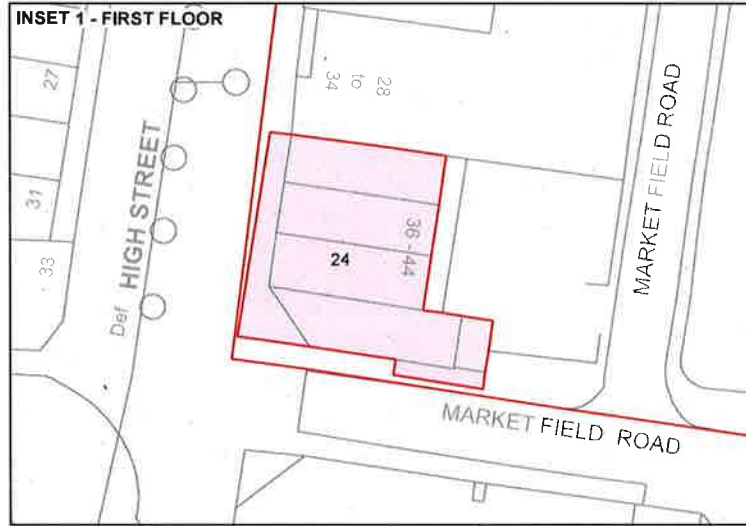 INSET 1 - FIRST FLOOR
27
31
33
Def
HIGH STREET
28
to
34
36 - 44
24
MARKET FIELD ROAD
MARKET FIELD ROAD